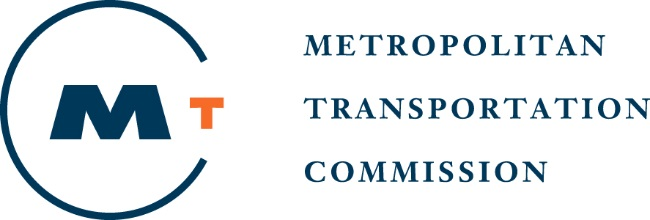 MT
METROPOLITAN
TRANSPORTATION
COMMISSION